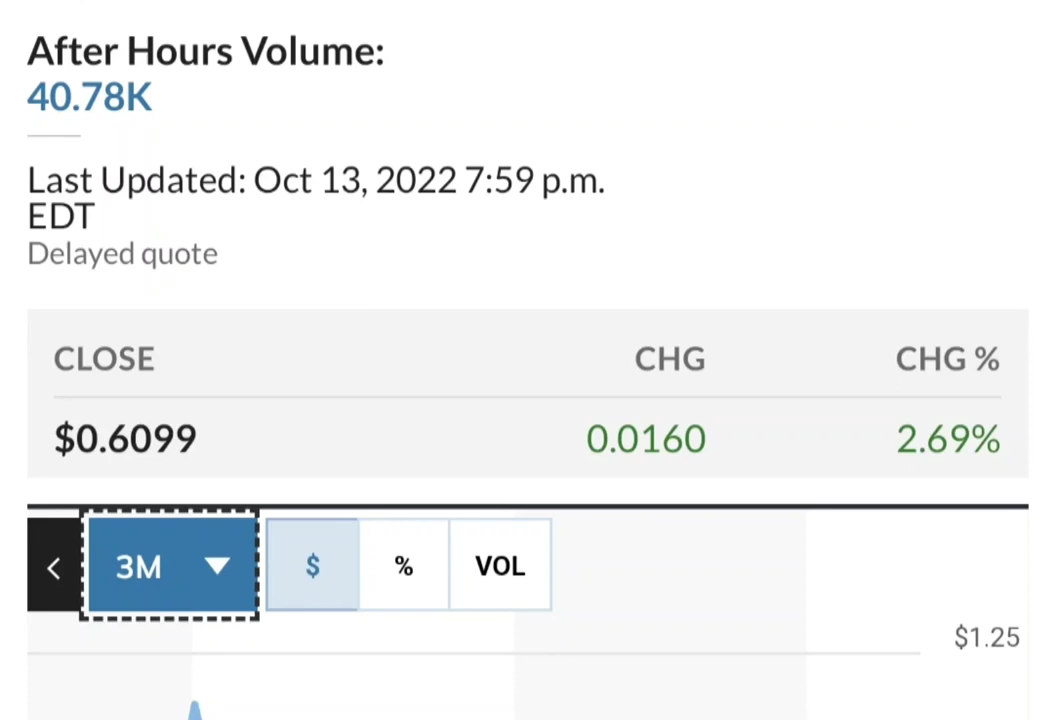 After Hours Volume:
40.78K
Last Updated: Oct 13, 2022 7:59 p.m.
EDT
Delayed quote
CLOSE CHG CHG %
$0.6099 0.0160 2.69%
3M $ % VOL
$1.25